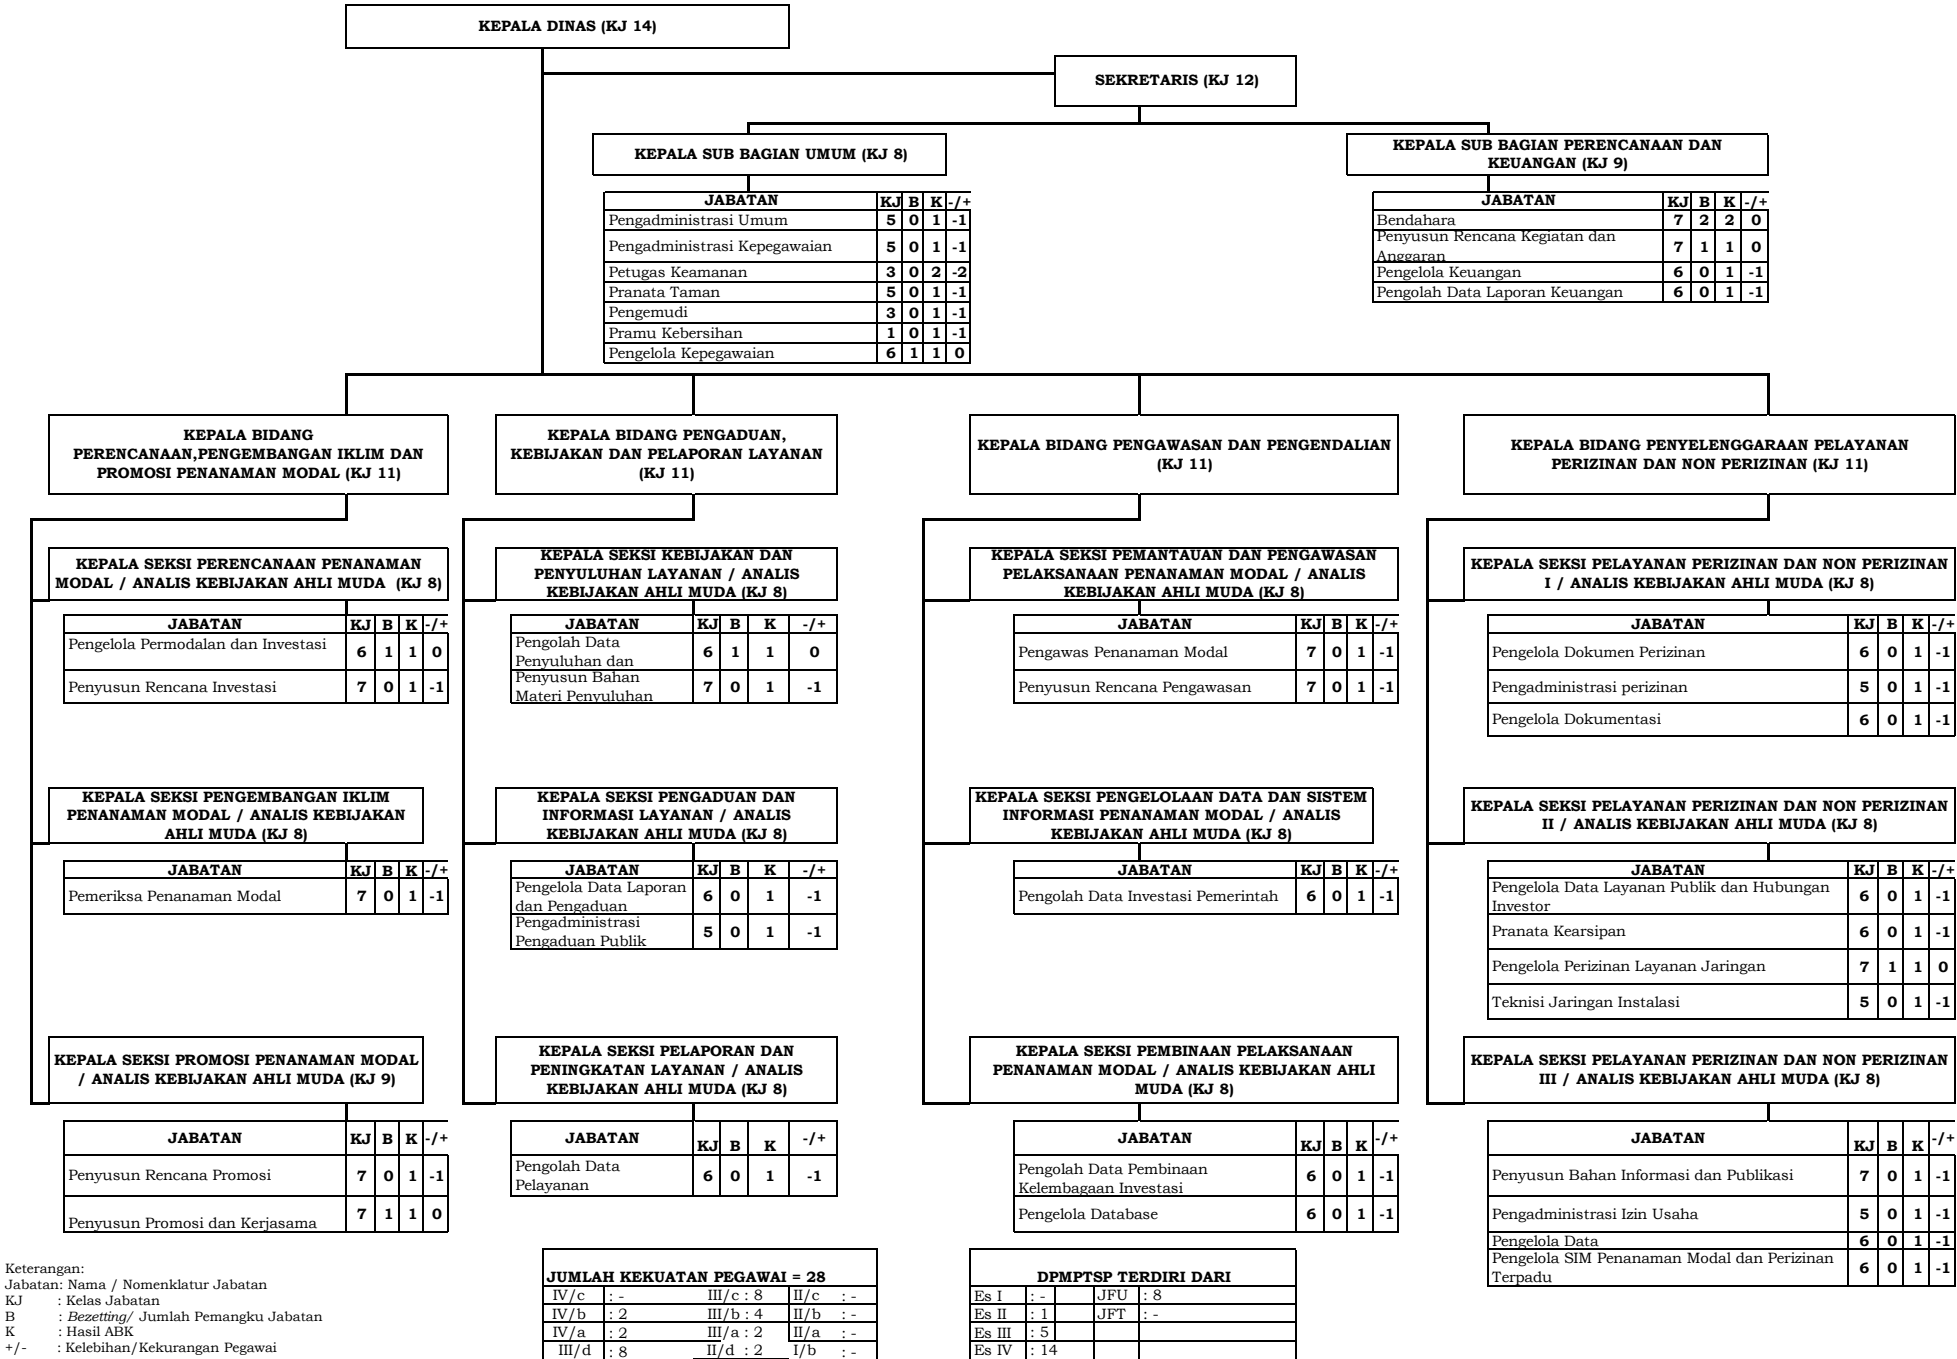 KEPALA DINAS (KJ 14)
SEKRETARIS (KJ 12)
KEPALA SUB BAGIAN UMUM (KJ 8)
JABATAN KJ B K -/+
Pengadministrasi Umum 5 0 1 -1
Pengadministrasi Kepegawaian 5 0 1 -1
Petugas Keamanan 3 0 2 -2
Pranata Taman 5 0 1 -1
Pengemudi 3 0 1 -1
Pramu Kebersihan 1 0 1 -1
Pengelola Kepegawaian 6 1 1 0
KEPALA SUB BAGIAN PERENCANAAN DAN
KEUANGAN (KJ 9)
JABATAN KJ B K -/+
Bendahara 7 2 2 0
Penyusun Rencana Kegiatan dan
Anggaran 7 1 1 0
Pengelola Keuangan 6 0 1 -1
Pengolah Data Laporan Keuangan 6 0 1 -1
KEPALA BIDANG
PERENCANAAN,PENGEMBANGAN IKLIM DAN
PROMOSI PENANAMAN MODAL (KJ 11)
KEPALA SEKSI PERENCANAAN PENANAMAN
MODAL / ANALIS KEBIJAKAN AHLI MUDA (KJ 8)
JABATAN KJ B K -/+
Pengelola Permodalan dan Investasi 6 1 1 0
Penyusun Rencana Investasi 7 0 1 -1
KEPALA SEKSI PENGEMBANGAN IKLIM
PENANAMAN MODAL / ANALIS KEBIJAKAN
AHLI MUDA (KJ 8)
JABATAN KJ B K -/+
Pemeriksa Penanaman Modal 7 0 1 -1
KEPALA SEKSI PROMOSI PENANAMAN MODAL
/ ANALIS KEBIJAKAN AHLI MUDA (KJ 9)
JABATAN KJ B K -/+
Penyusun Rencana Promosi 7 0 1 -1
Penyusun Promosi dan Kerjasama 7 1 1 0
KEPALA BIDANG PENGADUAN,
KEBIJAKAN DAN PELAPORAN LAYANAN
(KJ 11)
KEPALA SEKSI KEBIJAKAN DAN
PENYULUHAN LAYANAN / ANALIS
KEBIJAKAN AHLI MUDA (KJ 8)
JABATAN KJ B K -/+
Pengolah Data
Penyuluhan dan 6 1 1 0
Penyusun Bahan
Materi Penyuluhan 7 0 1 -1
KEPALA SEKSI PENGADUAN DAN
INFORMASI LAYANAN / ANALIS
KEBIJAKAN AHLI MUDA (KJ 8)
JABATAN KJ B K -/+
Pengelola Data Laporan
dan Pengaduan 6 0 1 -1
Pengadministrasi
Pengaduan Publik 5 0 1 -1
KEPALA SEKSI PELAPORAN DAN
PENINGKATAN LAYANAN / ANALIS
KEBIJAKAN AHLI MUDA (KJ 8)
JABATAN KJ B K -/+
Pengolah Data
Pelayanan 6 0 1 -1
KEPALA BIDANG PENGAWASAN DAN PENGENDALIAN
(KJ 11)
KEPALA SEKSI PEMANTAUAN DAN PENGAWASAN
PELAKSANAAN PENANAMAN MODAL / ANALIS
KEBIJAKAN AHLI MUDA (KJ 8)
JABATAN KJ B K -/+
Pengawas Penanaman Modal 7 0 1 -1
Penyusun Rencana Pengawasan 7 0 1 -1
KEPALA SEKSI PENGELOLAAN DATA DAN SISTEM
INFORMASI PENANAMAN MODAL / ANALIS
KEBIJAKAN AHLI MUDA (KJ 8)
JABATAN KJ B K -/+
Pengolah Data Investasi Pemerintah 6 0 1 -1
KEPALA SEKSI PEMBINAAN PELAKSANAAN
PENANAMAN MODAL / ANALIS KEBIJAKAN AHLI
MUDA (KJ 8)
JABATAN KJ B K -/+
Pengolah Data Pembinaan
Kelembagaan Investasi 6 0 1 -1
Pengelola Database 6 0 1 -1
KEPALA BIDANG PENYELENGGARAAN PELAYANAN
PERIZINAN DAN NON PERIZINAN (KJ 11)
KEPALA SEKSI PELAYANAN PERIZINAN DAN NON PERIZINAN
I / ANALIS KEBIJAKAN AHLI MUDA (KJ 8)
JABATAN KJ B K -/+
Pengelola Dokumen Perizinan 6 0 1 -1
Pengadministrasi perizinan 5 0 1 -1
Pengelola Dokumentasi 6 0 1 -1
KEPALA SEKSI PELAYANAN PERIZINAN DAN NON PERIZINAN
II / ANALIS KEBIJAKAN AHLI MUDA (KJ 8)
JABATAN KJ B K -/+
Pengelola Data Layanan Publik dan Hubungan
Investor 6 0 1 -1
Pranata Kearsipan 6 0 1 -1
Pengelola Perizinan Layanan Jaringan 7 1 1 0
Teknisi Jaringan Instalasi 5 0 1 -1
KEPALA SEKSI PELAYANAN PERIZINAN DAN NON PERIZINAN
III / ANALIS KEBIJAKAN AHLI MUDA (KJ 8)
JABATAN KJ B K -/+
Penyusun Bahan Informasi dan Publikasi 7 0 1 -1
Pengadministrasi Izin Usaha 5 0 1 -1
Pengelola Data 6 0 1 -1
Pengelola SIM Penanaman Modal dan Perizinan
Terpadu 6 0 1 -1
Keterangan:
Jabatan: Nama / Nomenklatur Jabatan
KJ : Kelas Jabatan
B : Bezetting/ Jumlah Pemangku Jabatan
K : Hasil ABK
+/- : Kelebihan/Kekurangan Pegawai
JUMLAH KEKUATAN PEGAWAI = 28
IV/c : - III/c : 8 II/c : -
IV/b : 2 III/b : 4 II/b : -
IV/a : 2 III/a : 2 II/a : -
III/d : 8 II/d : 2 I/b : -
DPMPTSP TERDIRI DARI
Es I : - JFU : 8
Es II : 1 JFT : -
Es III : 5
Es IV : 14